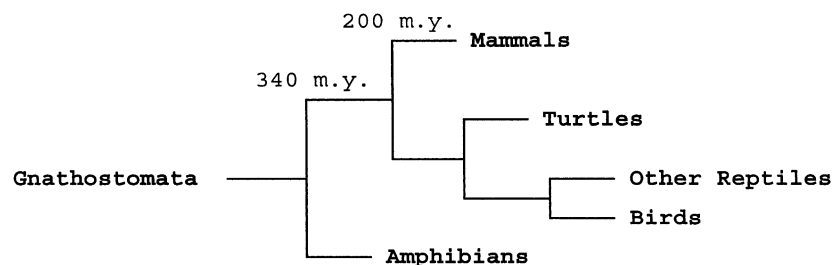 200 m.y.
Mammals
340 m.y.
Turtles
Gnathostomata
Other Reptiles
Birds
Amphibians